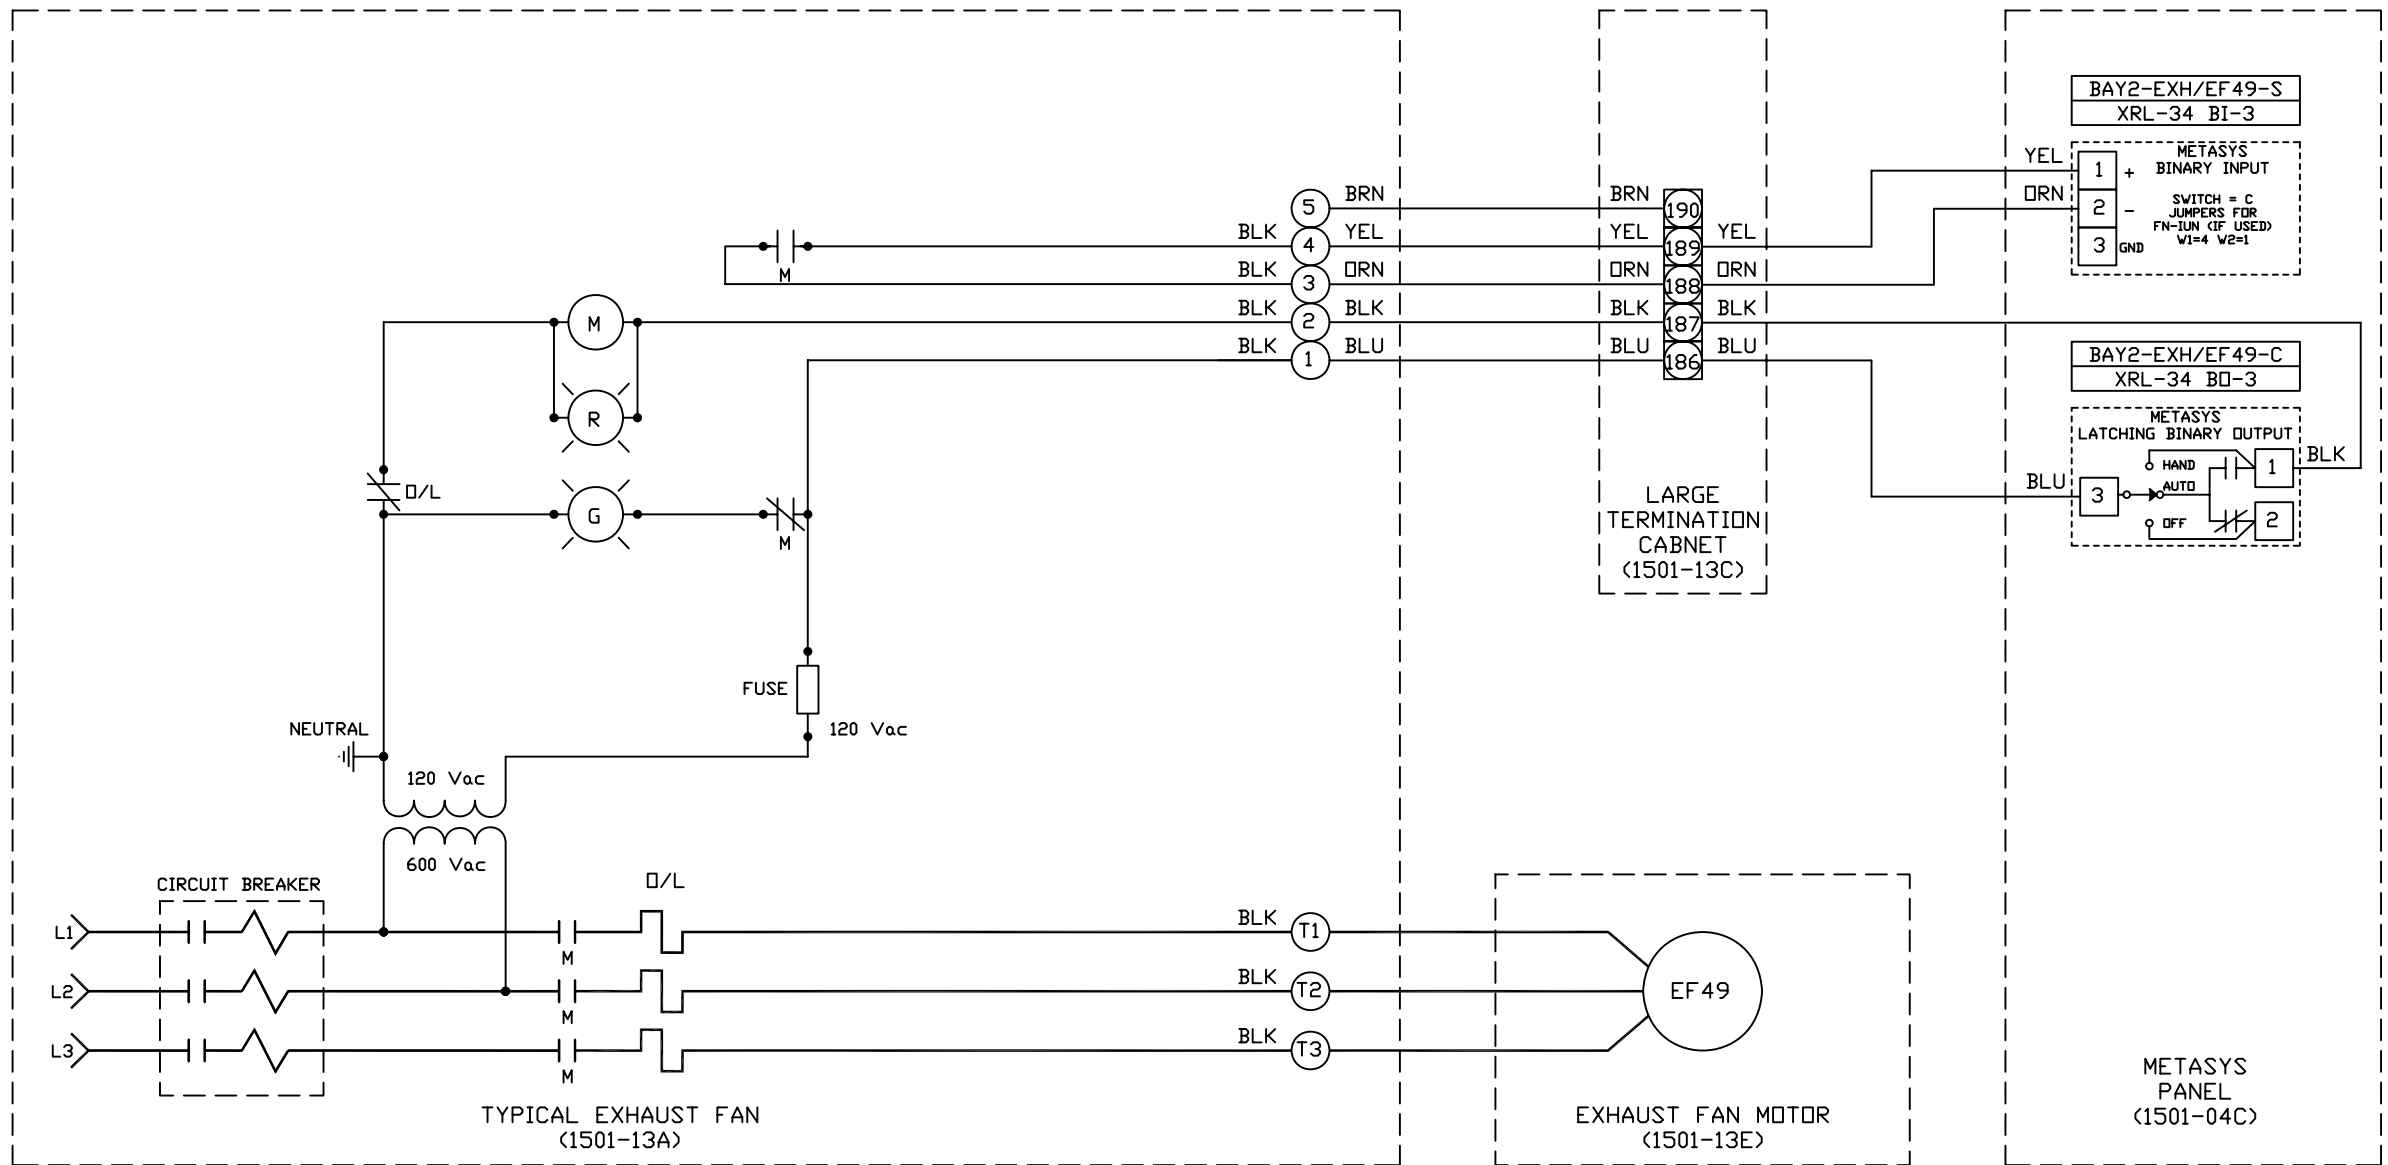 BAY2-EXH/EF49-S
XRL-34 BI-3
METASYS
BINARY INPUT
SWITCH = C
JUMPERS FOR
FN-IUN (IF USED)
W1=4 W2=1
YEL 1 +
ORN 2 -
3 GND
5 BRN BRN 190
BLK 4 YEL YEL 189 YEL
M
BLK 3 ORN ORN 188 ORN
M BLK 2 BLK BLK 187 BLK
BLK 1 BLU BLU 186 BLU
R
O/L
G
M
BAY2-EXH/EF49-C
XRL-34 BO-3
METASYS
LATCHING BINARY OUTPUT
HAND 1 BLK
BLU 3 AUTO
OFF 2
LARGE
TERMINATION
CABNET
(1501-13C)
FUSE
NEUTRAL
120 Vac
120 Vac
600 Vac
CIRCUIT BREAKER
O/L
L1 BLK T1
M
L2 BLK T2 EF49
M
L3 BLK T3
M
TYPICAL EXHAUST FAN
(1501-13A)
EXHAUST FAN MOTOR
(1501-13E)
METASYS
PANEL
(1501-04C)